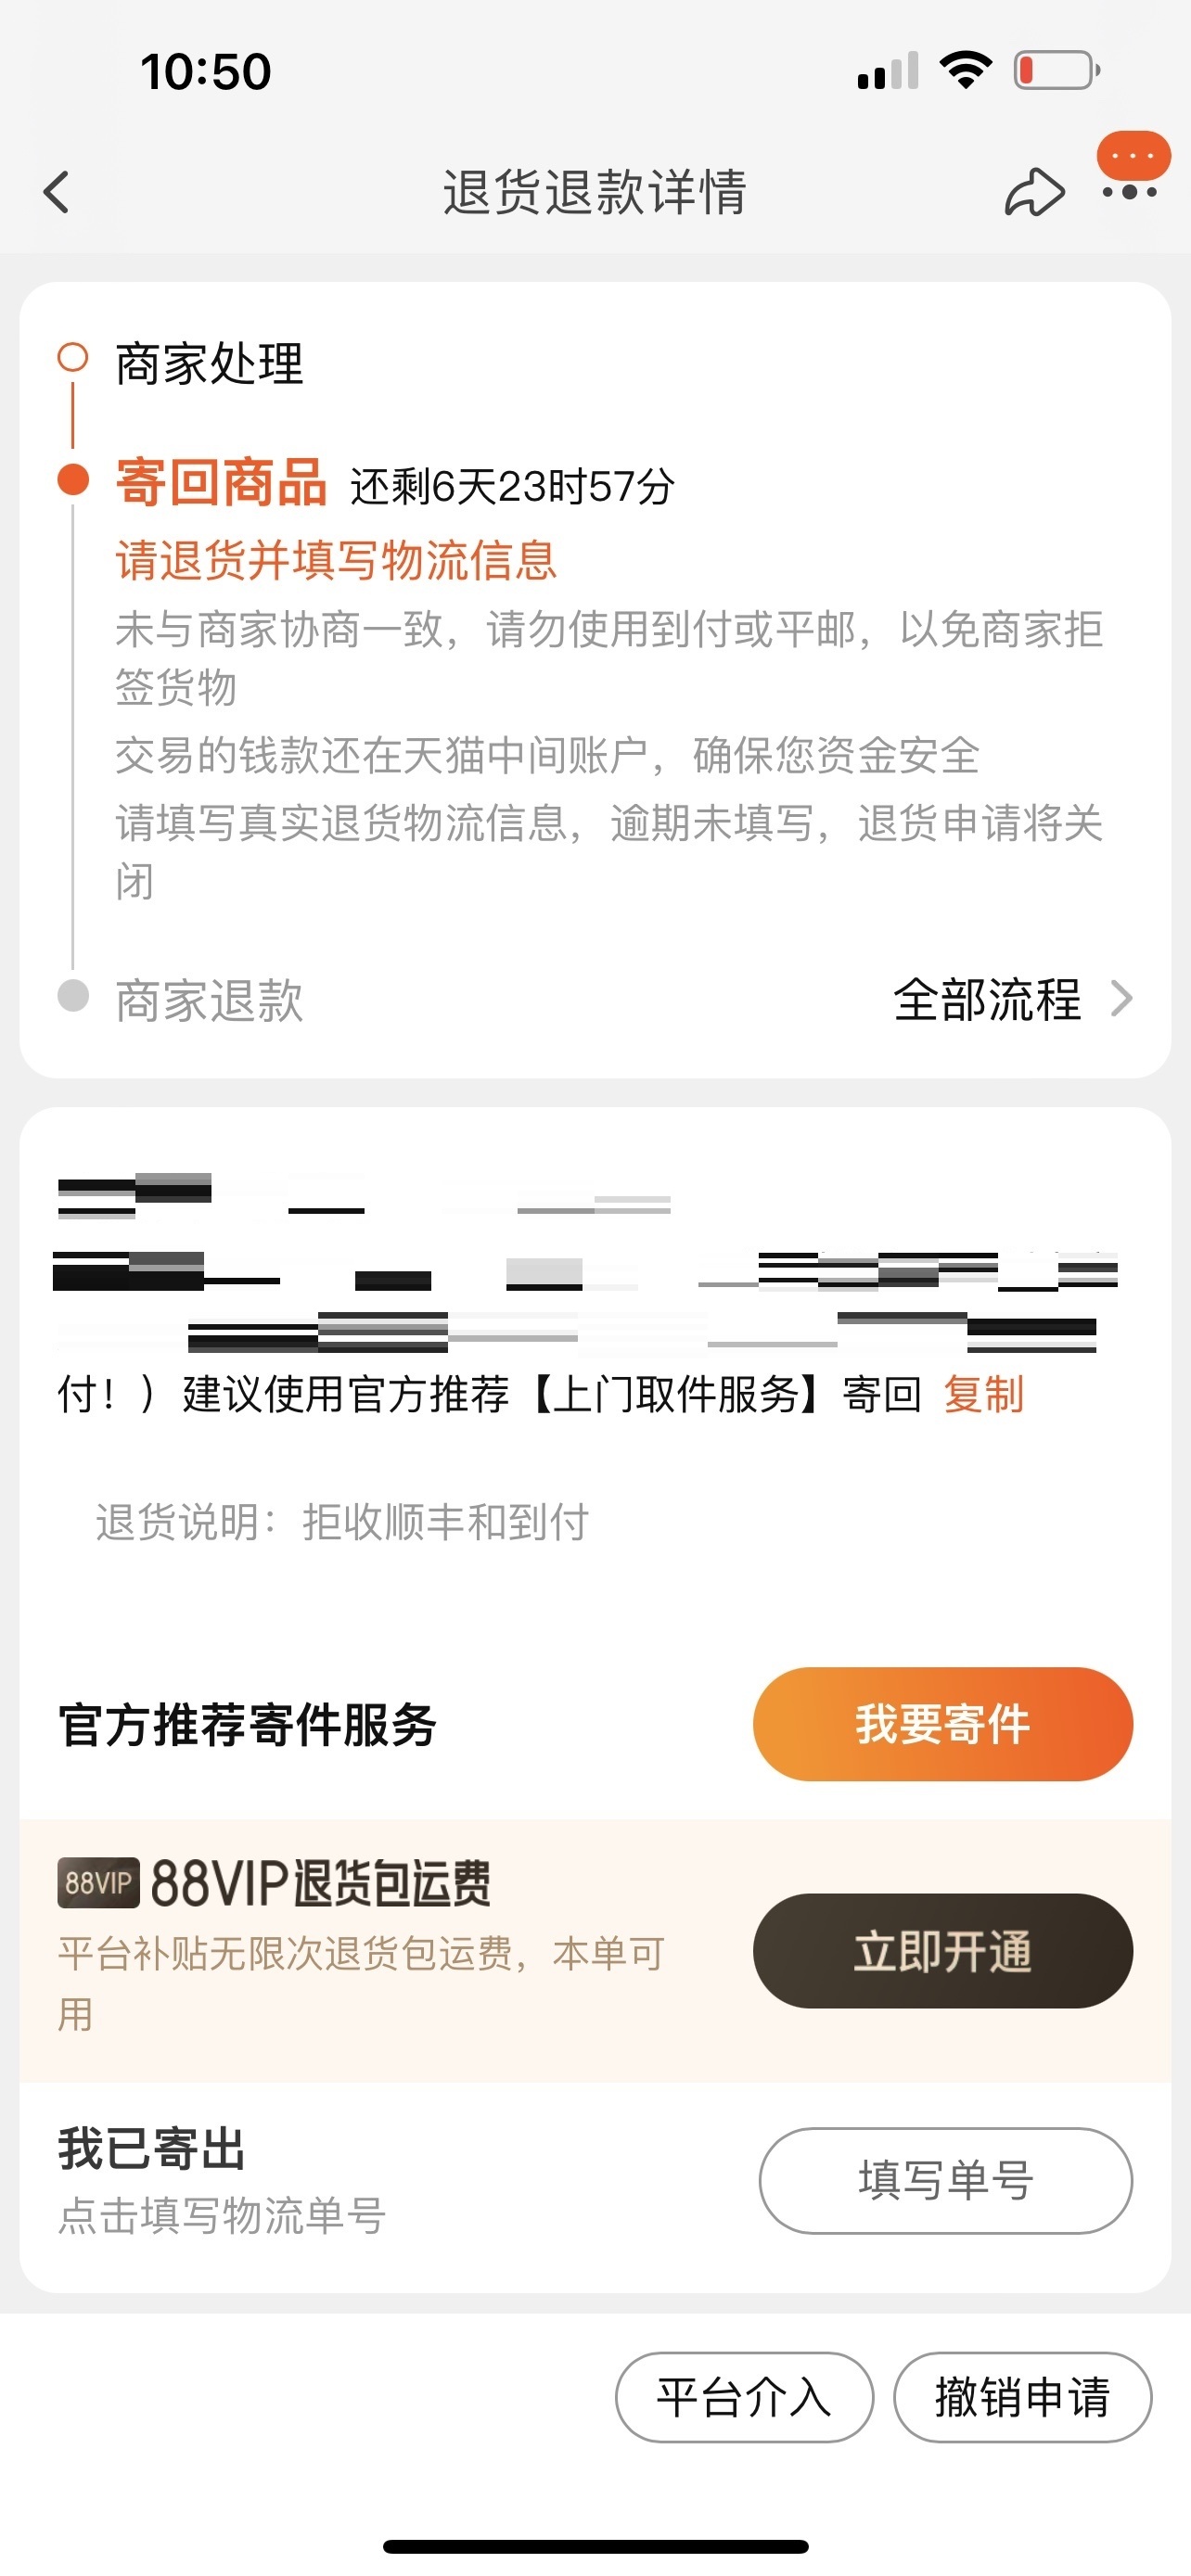 10:50
退货退款详情
商家处理
寄回商品 还剩6天23时57分
请退货并填写物流信息
未与商家协商一致，请勿使用到付或平邮，以免商家拒
签货物
交易的钱款还在天猫中间账户，确保您资金安全
请填写真实退货物流信息，逾期未填写，退货申请将关
闭
商家退款 全部流程
付！）建议使用官方推荐【上门取件服务】寄回 复制
退货说明：拒收顺丰和到付
官方推荐寄件服务 我要寄件
88VIP 88VIP退货包运费
平台补贴无限次退货包运费，本单可
用
立即开通
我已寄出
点击填写物流单号
填写单号
平台介入 撤销申请